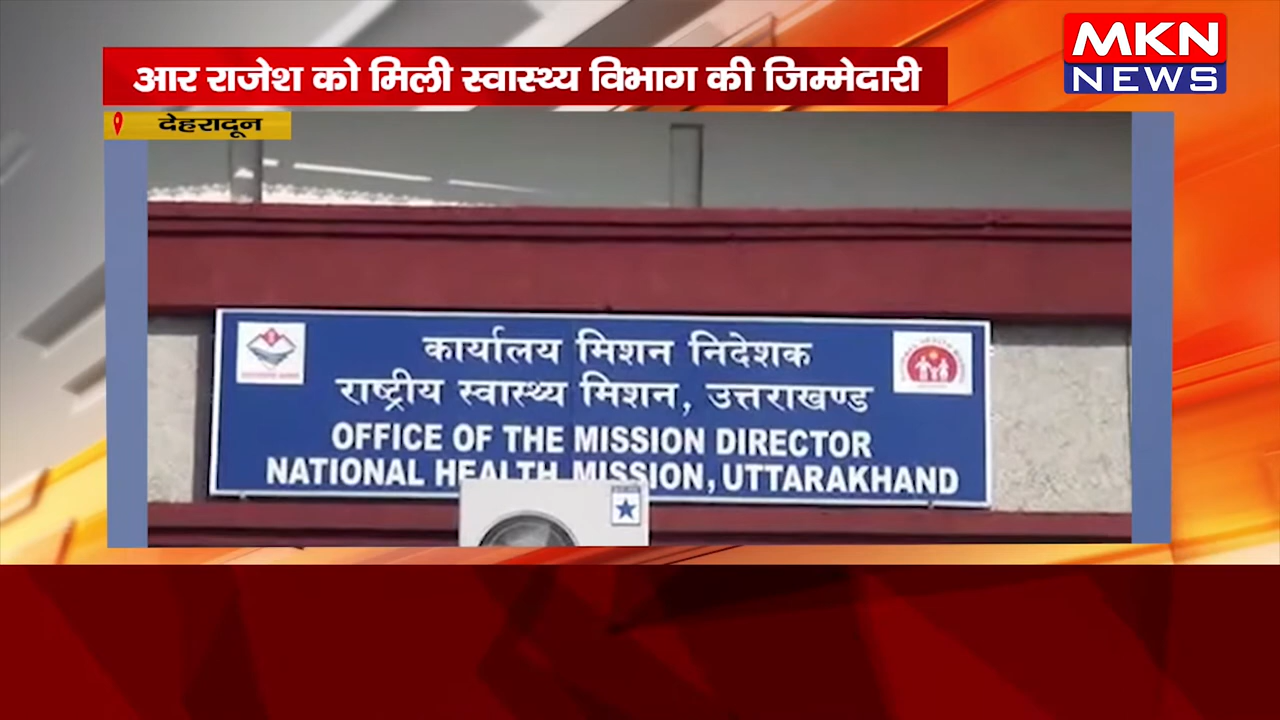 आर राजेश को मिली स्वास्थ्य विभाग की जिम्मेदारी
MKN
NEWS
देहरादून
कार्यालय मिशन निदेशक
राष्ट्रीय स्वास्थ्य मिशन, उत्तराखण्ड
OFFICE OF THE MISSION DIRECTOR
NATIONAL HEALTH MISSION, UTTARAKHAND